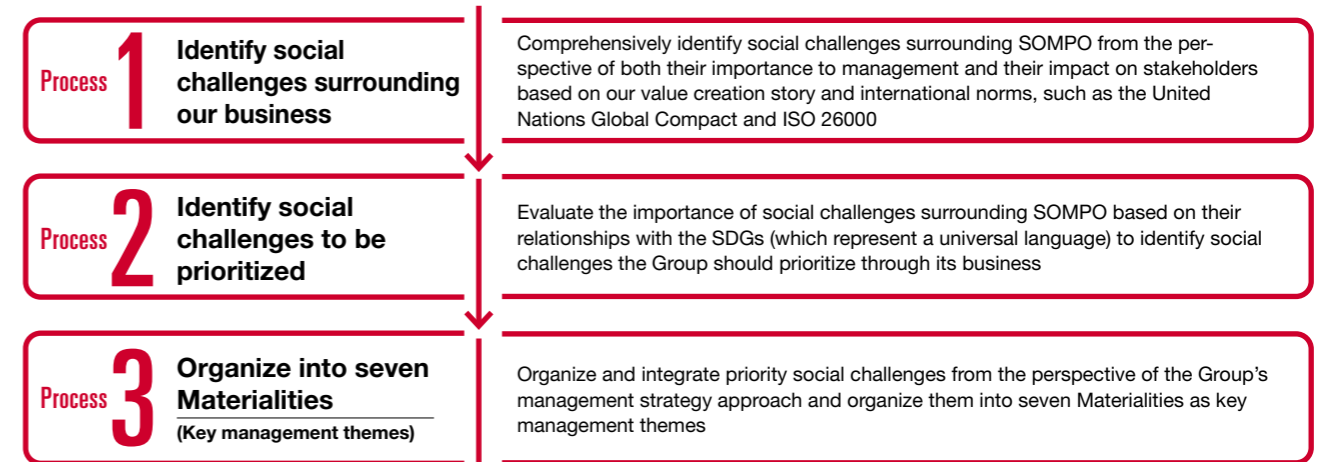 Process 1
Identify social
challenges surrounding
our business
Comprehensively identify social challenges surrounding SOMPO from the per-
spective of both their importance to management and their impact on stakeholders
based on our value creation story and international norms, such as the United
Nations Global Compact and ISO 26000
Process 2
Identify social
challenges to be
prioritized
Evaluate the importance of social challenges surrounding SOMPO based on their
relationships with the SDGs (which represent a universal language) to identify social
challenges the Group should prioritize through its business
Process 3
Organize into seven
Materialities
(Key management themes)
Organize and integrate priority social challenges from the perspective of the Group’s
management strategy approach and organize them into seven Materialities as key
management themes